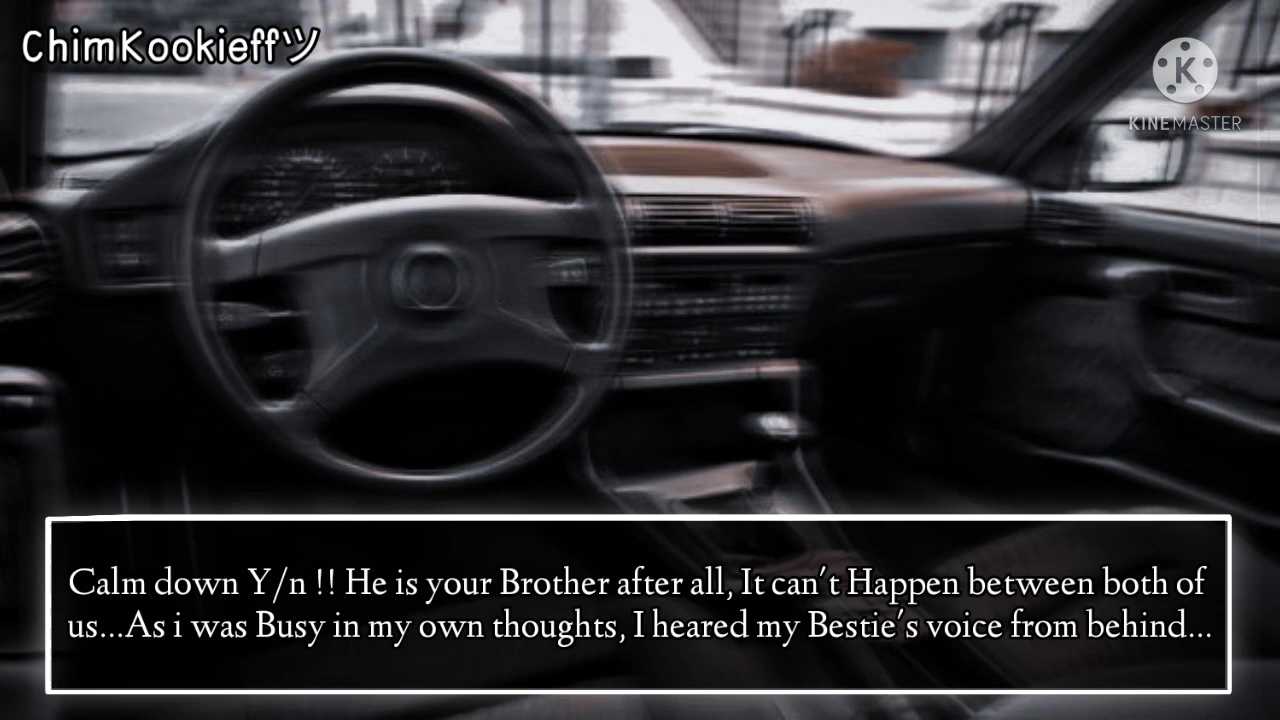 ChimKookieffツ
K
KINEMASTER
Calm down Y/n !! He is your Brother after all, It can't Happen between both of
us...As i was Busy in my own thoughts, I heared my Bestie's voice from behind...